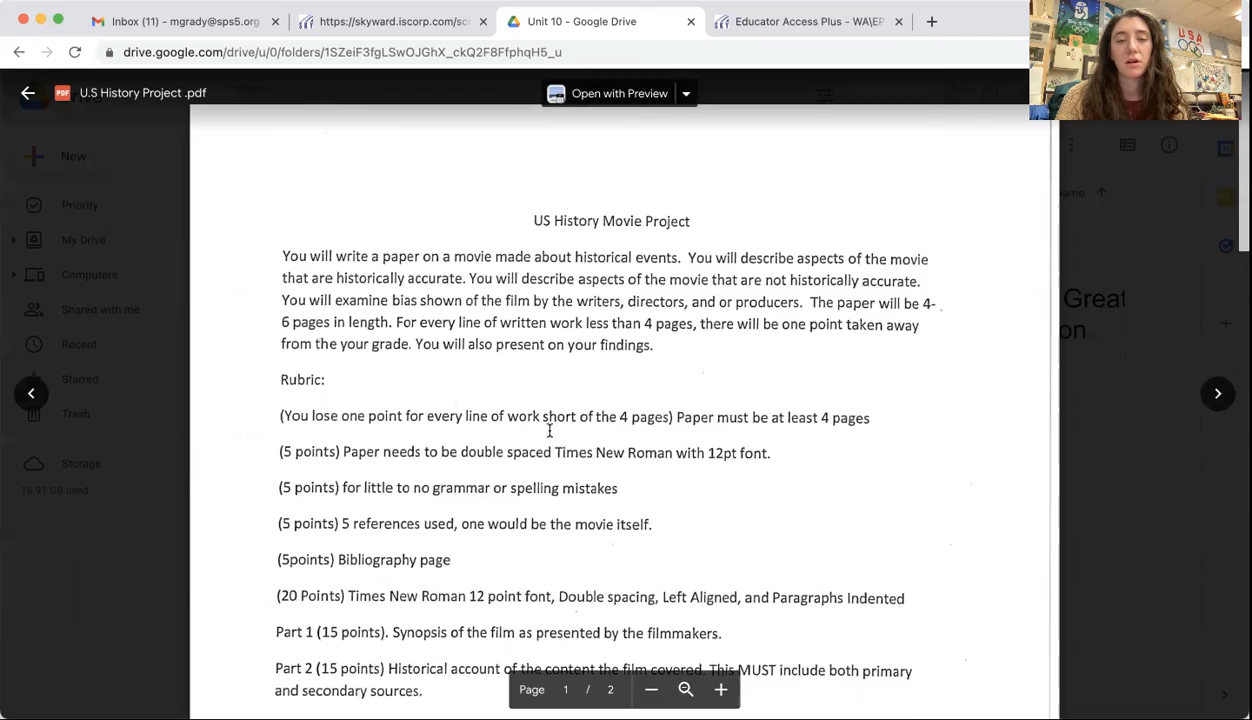 Inbox (11) - mgrady@sps5.org
https://skyward.iscorp.com/scr
Unit 10 - Google Drive
Educator Access Plus - WA\EP
drive.google.com/drive/u/0/folders/1SZeiF3fgLSwOJGhX_ckQ2F8FfphqH5_u
PDF
U.S History Project .pdf
Open with Preview
New
Priority
My Drive
Computers
Shared with me
Recent
Starred
Trash
Storage
16.91 GB used
US History Movie Project
You will write a paper on a movie made about historical events. You will describe aspects of the movie
that are historically accurate. You will describe aspects of the movie that are not historically accurate.
You will examine bias shown of the film by the writers, directors, and or producers. The paper will be 4-
6 pages in length. For every line of written work less than 4 pages, there will be one point taken away
from the your grade. You will also present on your findings.
Rubric:
(You lose one point for every line of work short of the 4 pages) Paper must be at least 4 pages
(5 points) Paper needs to be double spaced Times New Roman with 12pt font.
(5 points) for little to no grammar or spelling mistakes
(5 points) 5 references used, one would be the movie itself.
(5points) Bibliography page
(20 Points) Times New Roman 12 point font, Double spacing, Left Aligned, and Paragraphs Indented
Part 1 (15 points). Synopsis of the film as presented by the filmmakers.
Part 2 (15 points) Historical account of the content the film covered. This MUST include both primary
and secondary sources.
Page 1 / 2
Great
USA